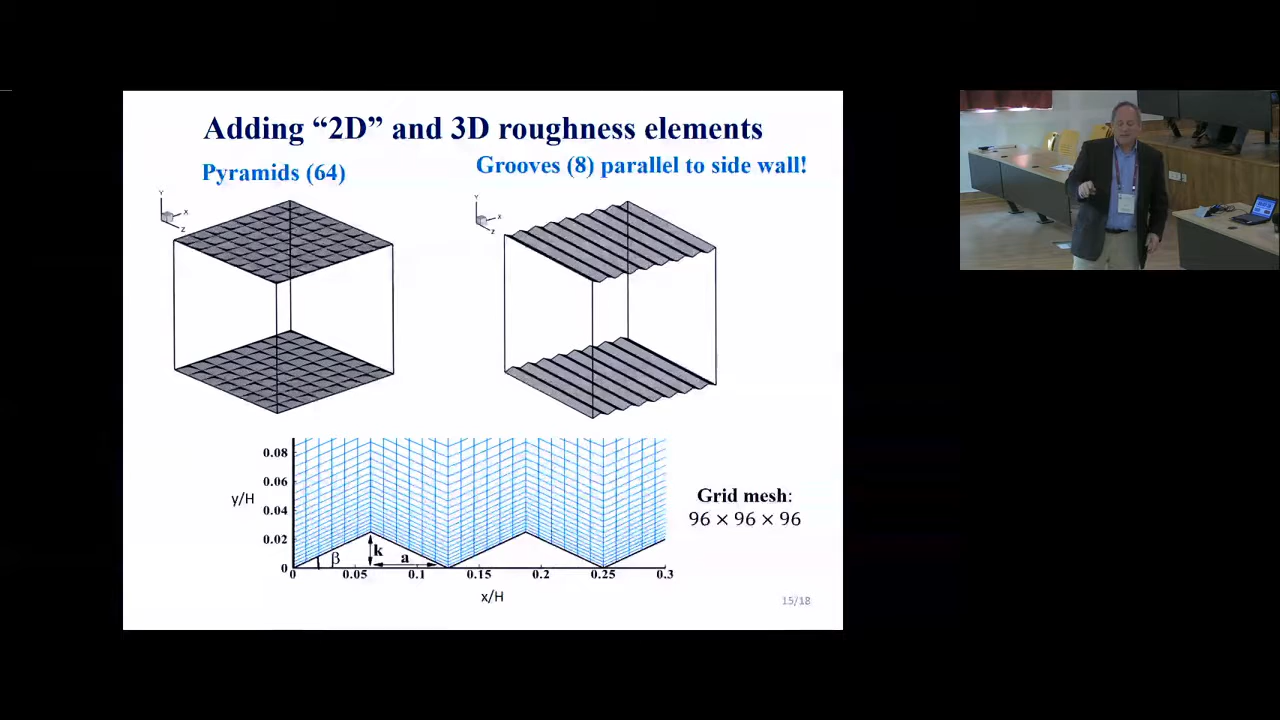 Adding “2D” and 3D roughness elements
Pyramids (64)
Grooves (8) parallel to side wall!
Y
X
Z
Y
X
Z
0.08
0.06
y/H
0.04
0.02
0
β
k
a
0
0.05
0.1
0.15
0.2
0.25
0.3
x/H
Grid mesh:
96 × 96 × 96
15/18